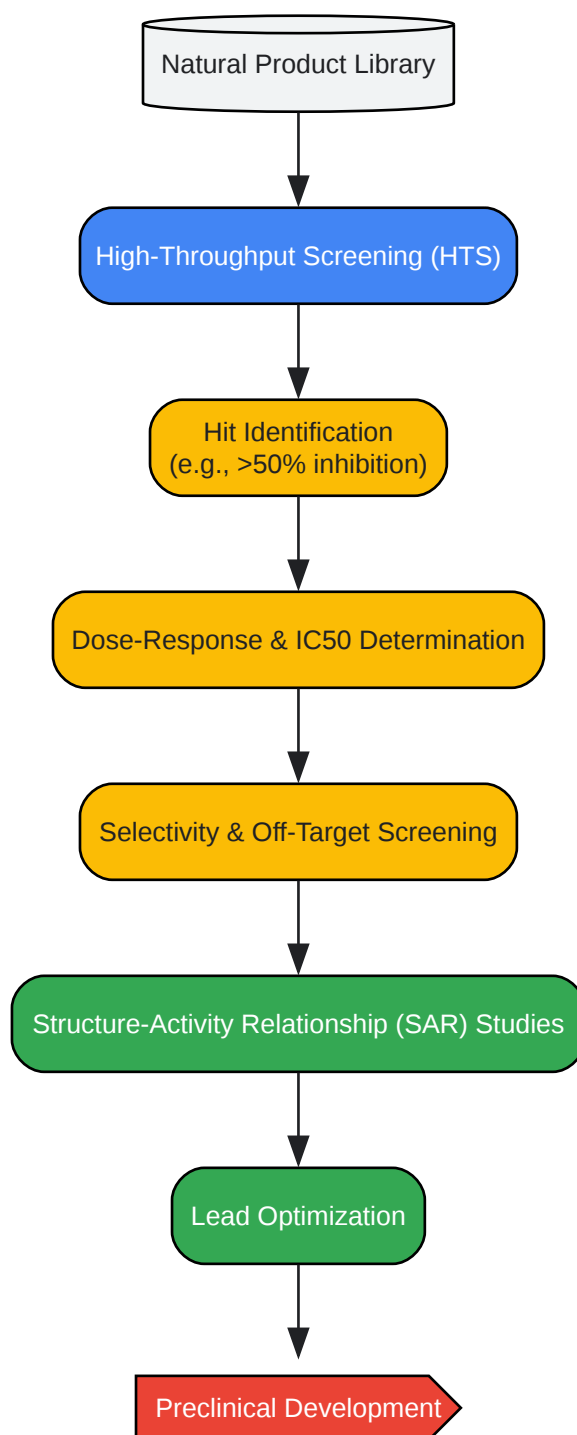 Natural Product Library
High-Throughput Screening (HTS)
Hit Identification
(e.g., >50% inhibition)
Dose-Response & IC50 Determination
Selectivity & Off-Target Screening
Structure-Activity Relationship (SAR) Studies
Lead Optimization
Preclinical Development